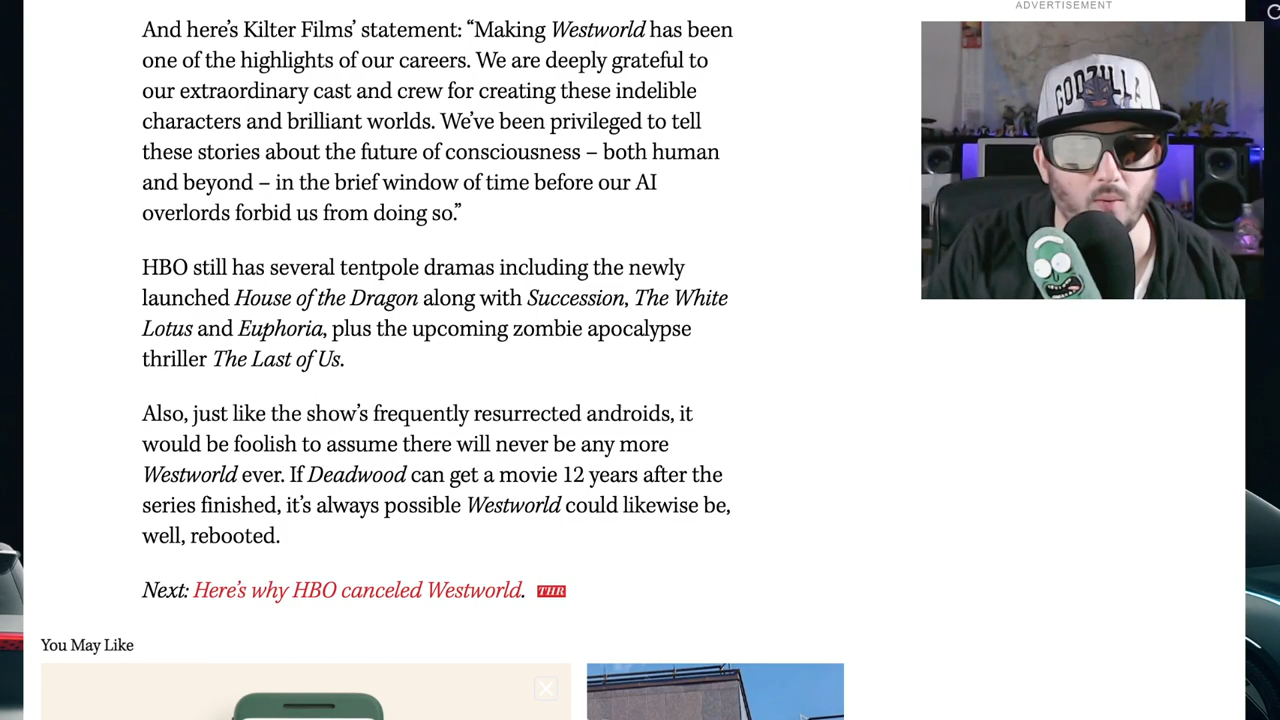 ADVERTISEMENT
And here’s Kilter Films’ statement: “Making Westworld has been
one of the highlights of our careers. We are deeply grateful to
our extraordinary cast and crew for creating these indelible
characters and brilliant worlds. We’ve been privileged to tell
these stories about the future of consciousness – both human
and beyond – in the brief window of time before our AI
overlords forbid us from doing so.”
GODZILLA
HBO still has several tentpole dramas including the newly
launched House of the Dragon along with Succession, The White
Lotus and Euphoria, plus the upcoming zombie apocalypse
thriller The Last of Us.
Also, just like the show’s frequently resurrected androids, it
would be foolish to assume there will never be any more
Westworld ever. If Deadwood can get a movie 12 years after the
series finished, it’s always possible Westworld could likewise be,
well, rebooted.
Next: Here’s why HBO canceled Westworld. THR
You May Like